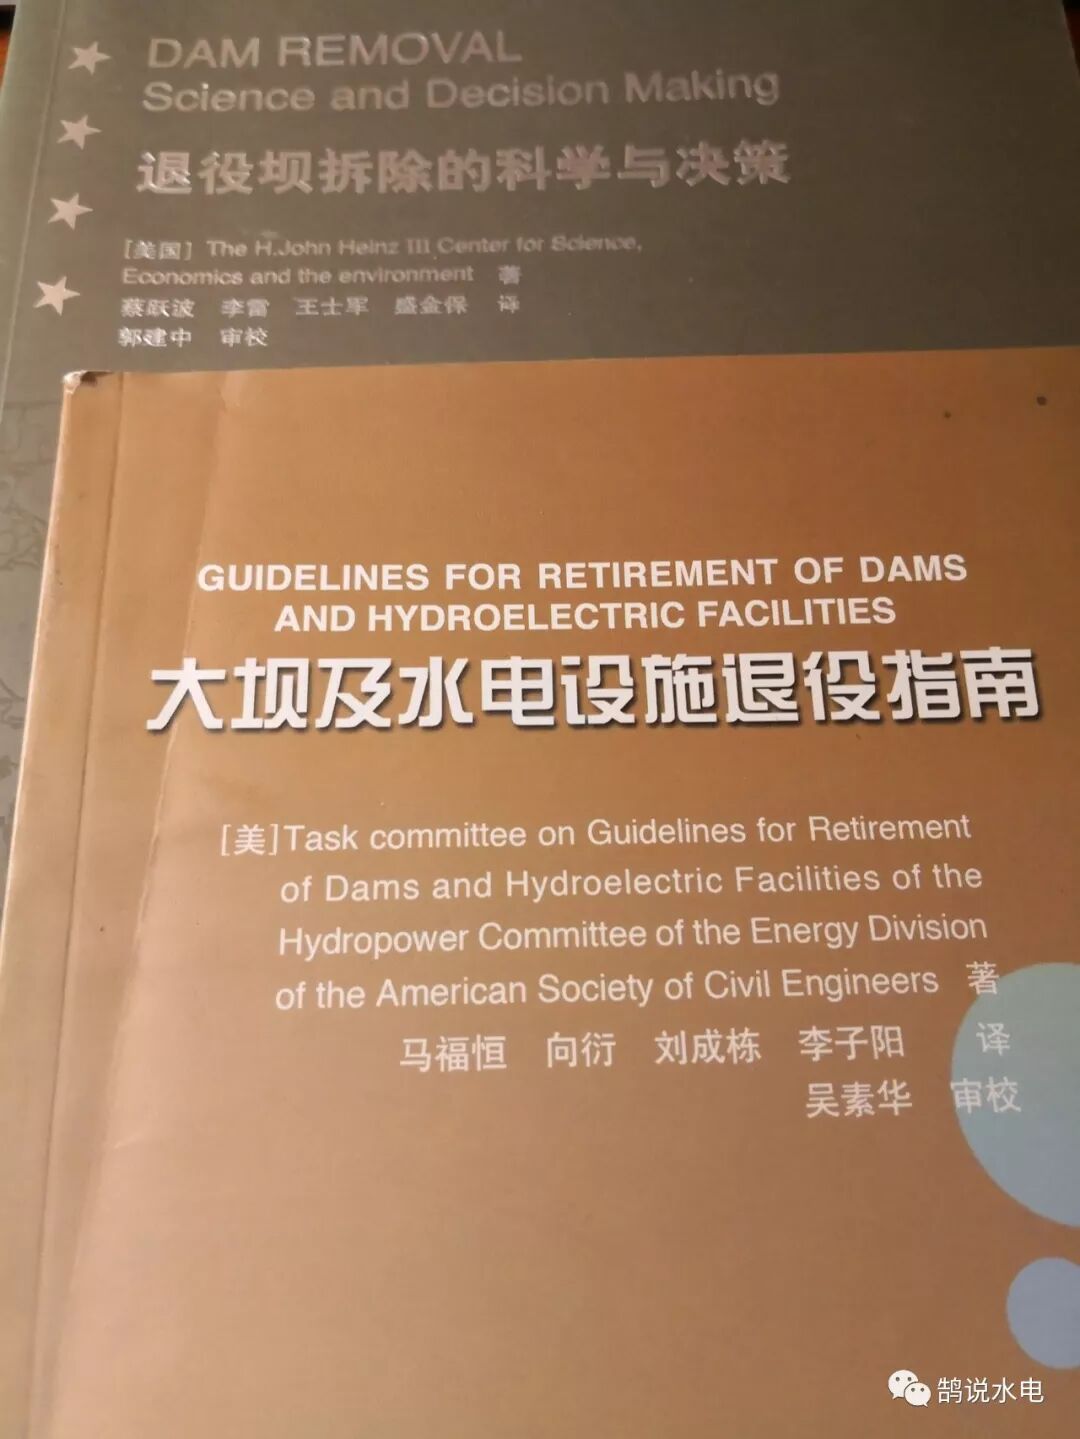 DAM REMOVAL
Science and Decision Making
退役坝拆除的科学与决策
[美国] The H.John Heinz III Center for Science,
Economics and the environment 著
蔡跃波 李雷 王士军 盛金保 译
郭建中 审校
GUIDELINES FOR RETIREMENT OF DAMS
AND HYDROELECTRIC FACILITIES
大坝及水电设施退役指南
[美]Task committee on Guidelines for Retirement
of Dams and Hydroelectric Facilities of the
Hydropower Committee of the Energy Division
of the American Society of Civil Engineers 著
马福恒 向衍 刘成栋 李子阳 译
吴素华 审校
鹄说水电